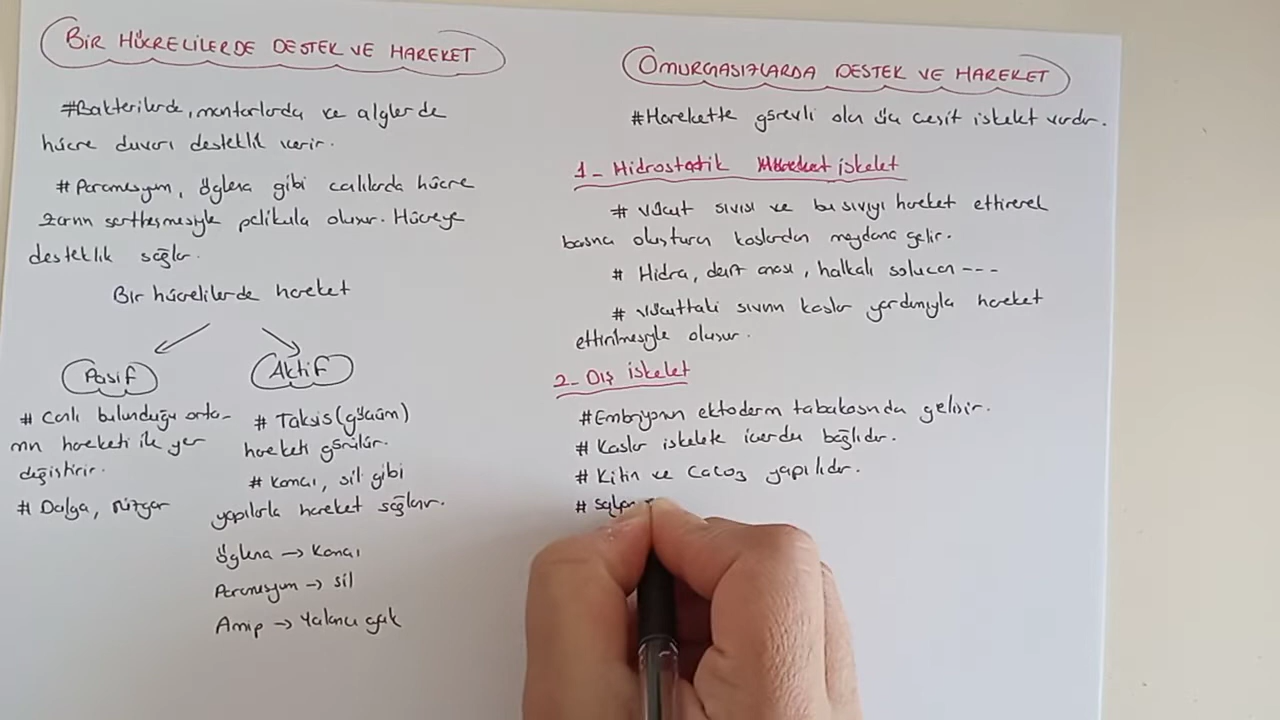 BİR HÜCRELİLERDE DESTEK VE HAREKET
#Bakterilerde, mantarlarda ve alglerde
hücre duvarı desteklik verir.
# Paramesyum, öglena gibi canlılarda hücre
zarının sertleşmesiyle pelikula oluşur. Hücreye
desteklik sağlar.
Bir hücrelilerde hareket
Pasif
# Canlı bulunduğu orta-
mın hareketi ile yer
değiştirir.
# Dalga, rüzgar
Aktif
# Taksis (göçüm)
hareketi görülür.
# Kamçı, sil gibi
yapılarla hareket sağlanır.
Öglena → Kamçı
Paramesyum → sil
Amip → Yalancı ayak
OMURGASIZLARDA DESTEK VE HAREKET
#Harekette görevli olan üç çeşit iskelet vardır.
1- Hidrostatik iskelet
# Vücut sıvısı ve bu sıvıyı hareket ettirerek
basınç oluşturan kaslardan meydana gelir.
# Hidra, deniz anası, halkalı solucan ---
# Vücuttaki sıvının kaslar yardımıyla hareket
ettirilmesiyle oluşur.
2- Dış iskelet
#Embriyonun ektoderm tabakasında gelişir.
# Kaslar iskelete içerden bağlıdır.
# Kitin ve CaCO3 yapılıdır.
#